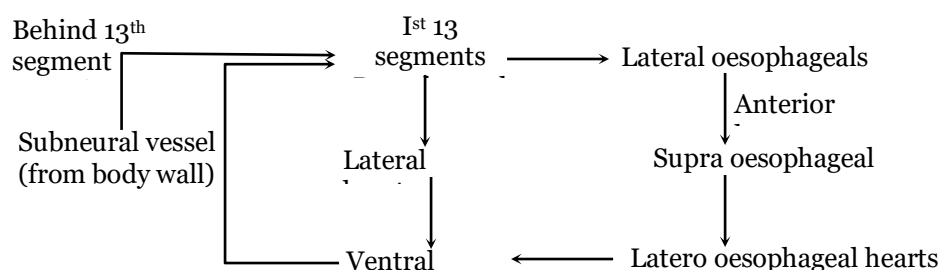 Behind 13th
segment
Ist 13
segments
Lateral oesophageals
Anterior
Subneural vessel
(from body wall)
Lateral
Supra oesophageal
Ventral
Latero oesophageal hearts